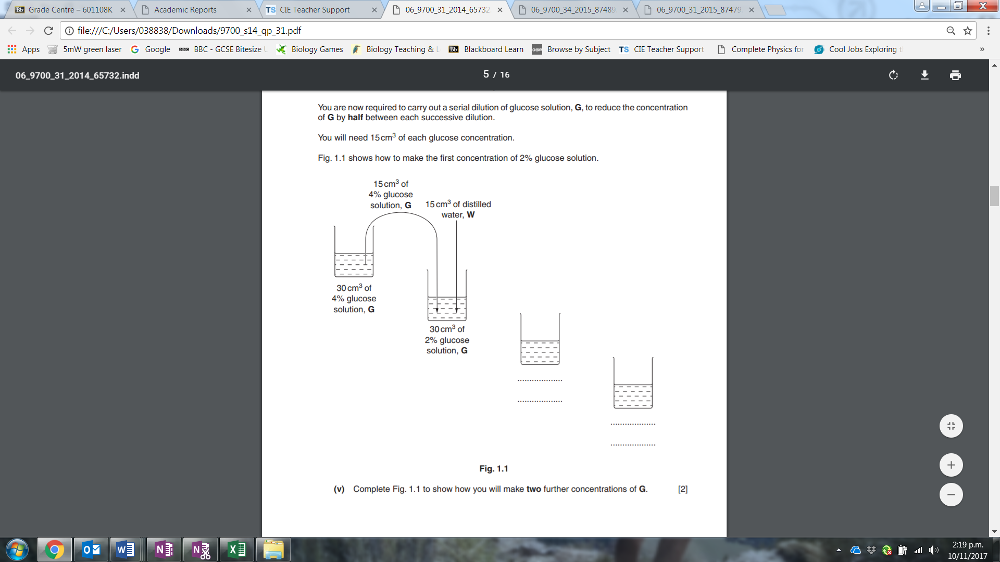 Grade Centre – 601108K
Academic Reports
TS CIE Teacher Support
06_9700_31_2014_65732
06_9700_34_2015_87489
06_9700_31_2015_87479
file:///C:/Users/038838/Downloads/9700_s14_qp_31.pdf
Apps
5mW green laser
Google
BBC - GCSE Bitesize
Biology Games
Biology Teaching &
Bb Blackboard Learn
Browse by Subject
TS CIE Teacher Support
Complete Physics for
Cool Jobs Exploring
»
06_9700_31_2014_65732.indd
5 / 16
You are now required to carry out a serial dilution of glucose solution, G, to reduce the concentration
of G by half between each successive dilution.
You will need 15 cm³ of each glucose concentration.
Fig. 1.1 shows how to make the first concentration of 2% glucose solution.
15 cm³ of
4% glucose
solution, G
15 cm³ of distilled
water, W
30 cm³ of
4% glucose
solution, G
30 cm³ of
2% glucose
solution, G
...................
...................
...................
...................
Fig. 1.1
(v) Complete Fig. 1.1 to show how you will make two further concentrations of G. [2]
2:19 p.m.
10/11/2017